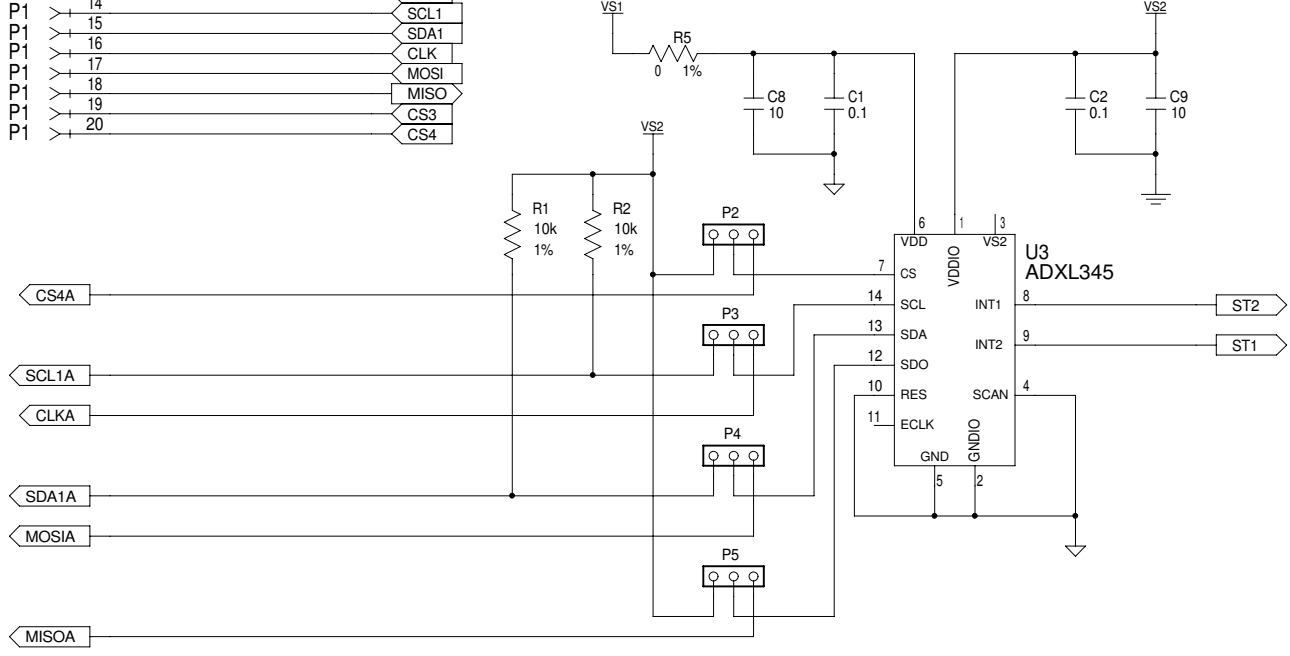 P1 14 SCL1
P1 15 SDA1
P1 16 CLK
P1 17 MOSI
P1 18 MISO
P1 19 CS3
P1 20 CS4
VS1
R5
0 1%
C8
10
C1
0.1
VS2
C2
0.1
C9
10
VS2
R1
10k
1%
R2
10k
1%
P2
P3
P4
P5
CS4A
SCL1A
CLKA
SDA1A
MOSIA
MISOA
6 1 3
VDD VDDIO VS2
U3
ADXL345
7 CS
14 SCL
13 SDA
12 SDO
10 RES
11 ECLK
INT1 8
INT2 9
SCAN 4
GND GNDIO
5 2
ST2
ST1